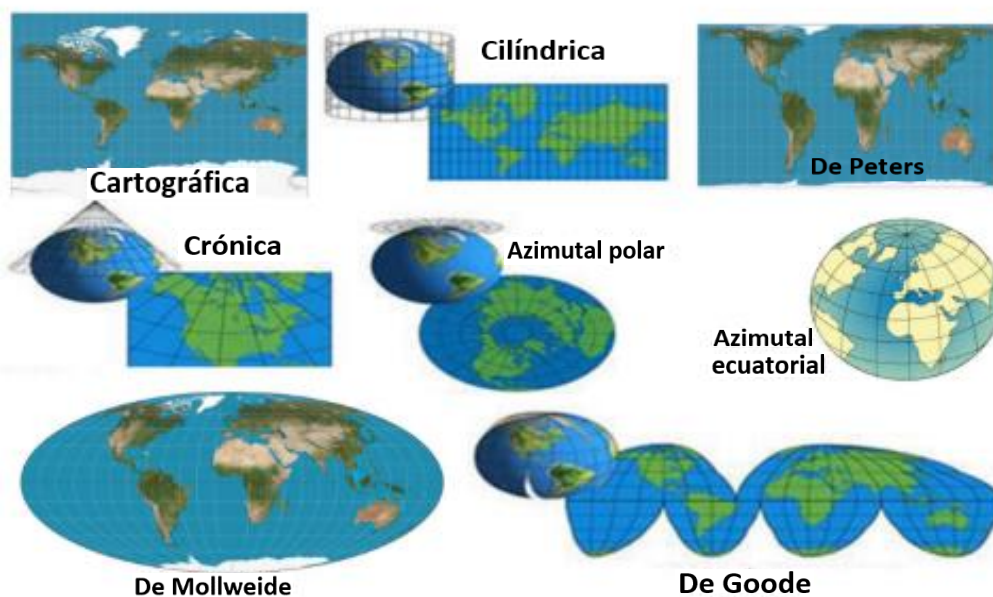 Cilíndrica
De Peters
Cartográfica
Crónica
Azimutal polar
Azimutal
ecuatorial
De Mollweide
De Goode